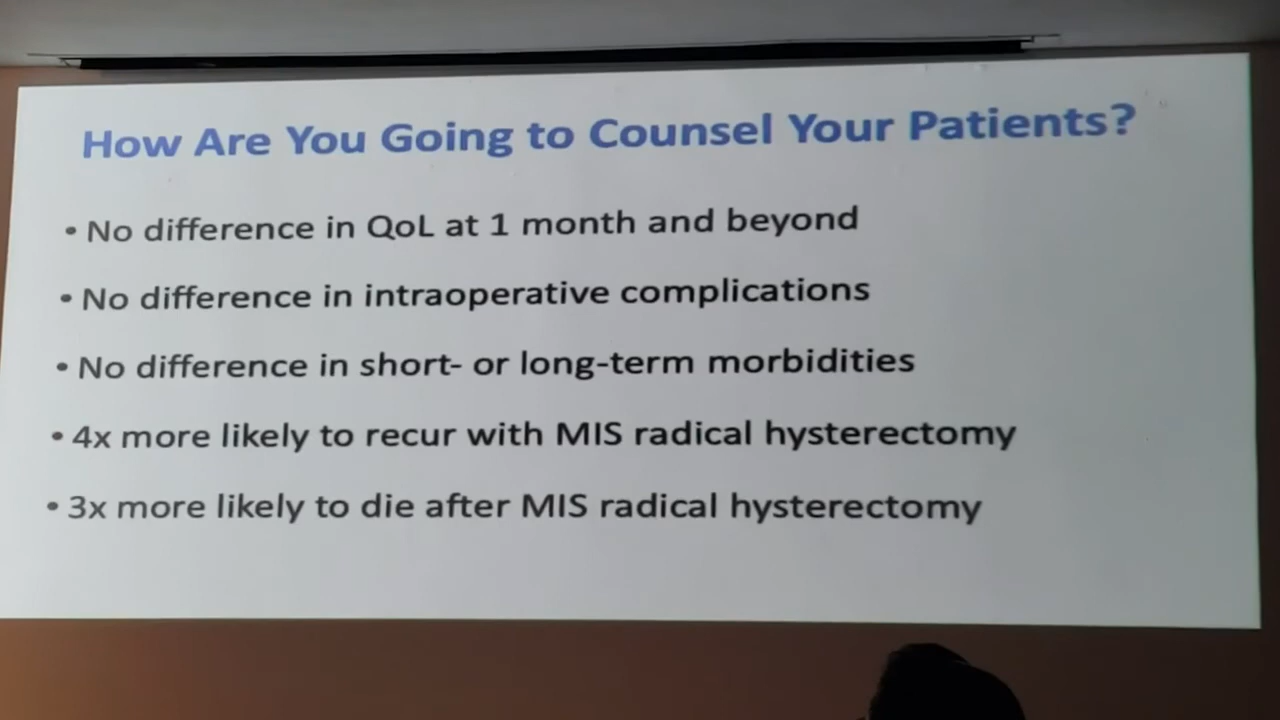 How Are You Going to Counsel Your Patients?
• No difference in QoL at 1 month and beyond
• No difference in intraoperative complications
• No difference in short- or long-term morbidities
• 4x more likely to recur with MIS radical hysterectomy
• 3x more likely to die after MIS radical hysterectomy